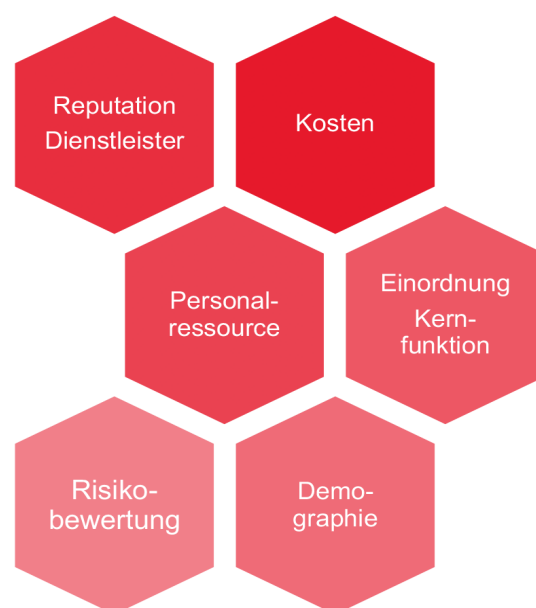 Reputation
Dienstleister
Kosten
Personal-
ressource
Einordnung
Kern-
funktion
Risiko-
bewertung
Demo-
graphie